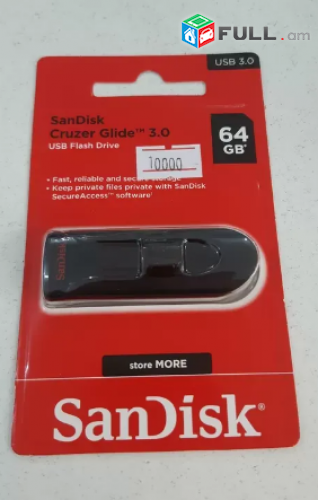 FULL.am
USB 3.0
SanDisk
Cruzer Glide™ 3.0
USB Flash Drive
64
GB*
10000
• Fast, reliable and secure
• Keep private files private with SanDisk
SecureAccess™ software
SanDisk
store MORE
SanDisk®